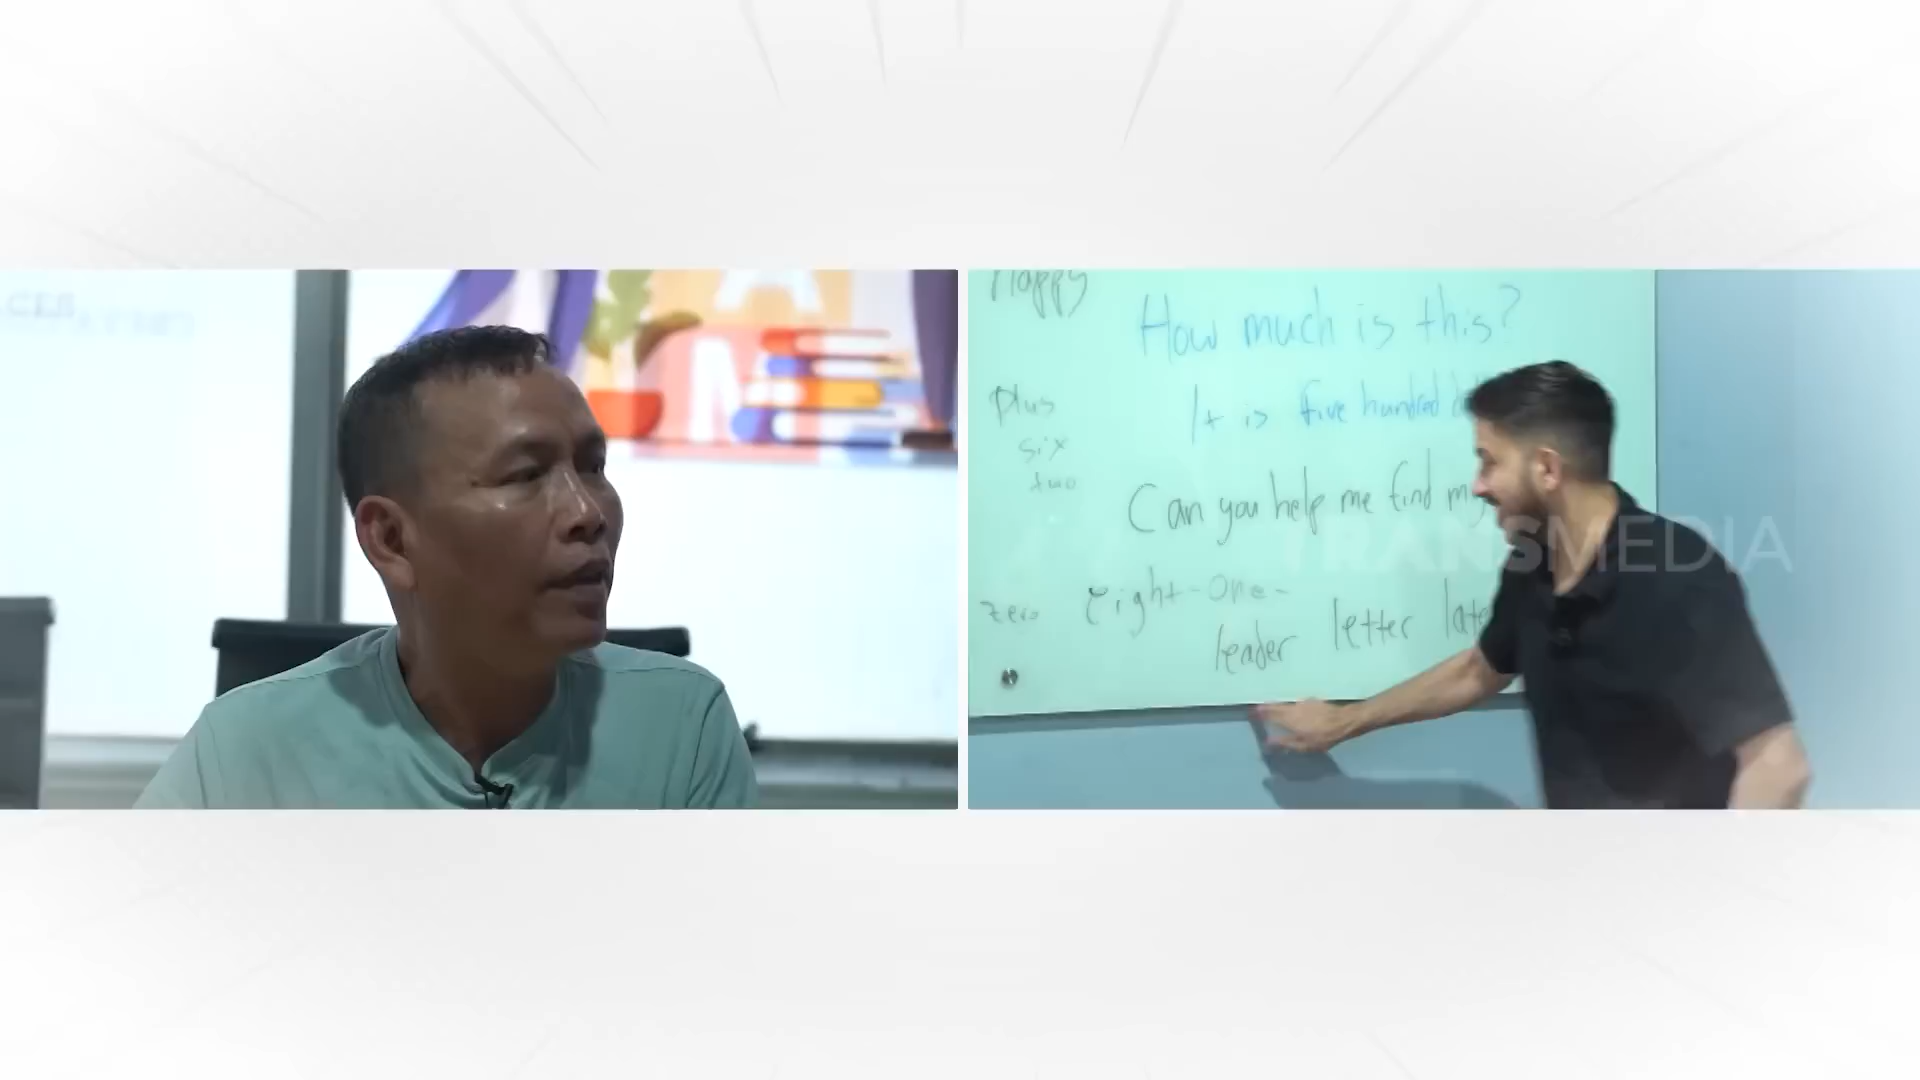 A
M
Happy
How much is this?
It is five hundred
Can you help me find my
Plus
six
two
zero
eight-one-
leader letter late
TRANSMEDIA